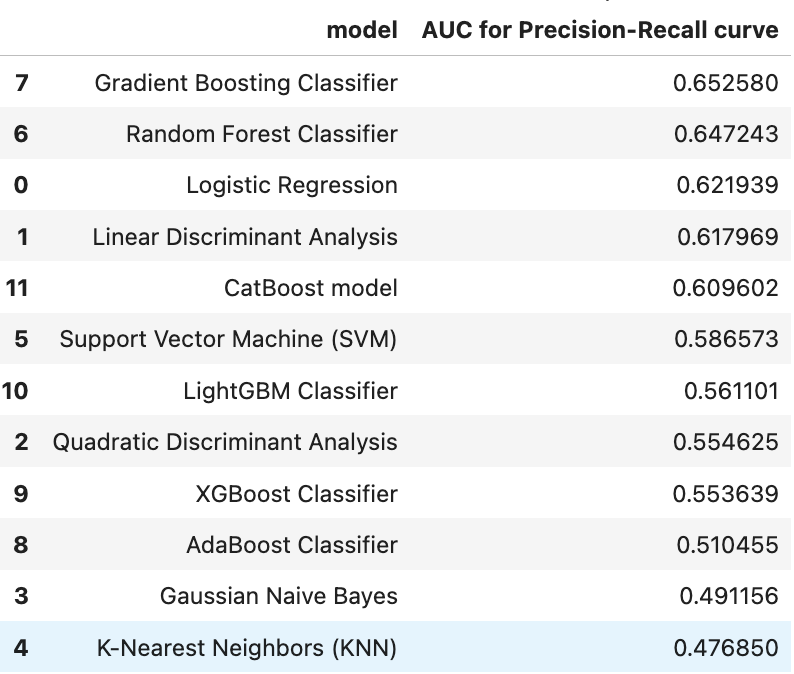 model AUC for Precision-Recall curve
7 Gradient Boosting Classifier 0.652580
6 Random Forest Classifier 0.647243
0 Logistic Regression 0.621939
1 Linear Discriminant Analysis 0.617969
11 CatBoost model 0.609602
5 Support Vector Machine (SVM) 0.586573
10 LightGBM Classifier 0.561101
2 Quadratic Discriminant Analysis 0.554625
9 XGBoost Classifier 0.553639
8 AdaBoost Classifier 0.510455
3 Gaussian Naive Bayes 0.491156
4 K-Nearest Neighbors (KNN) 0.476850